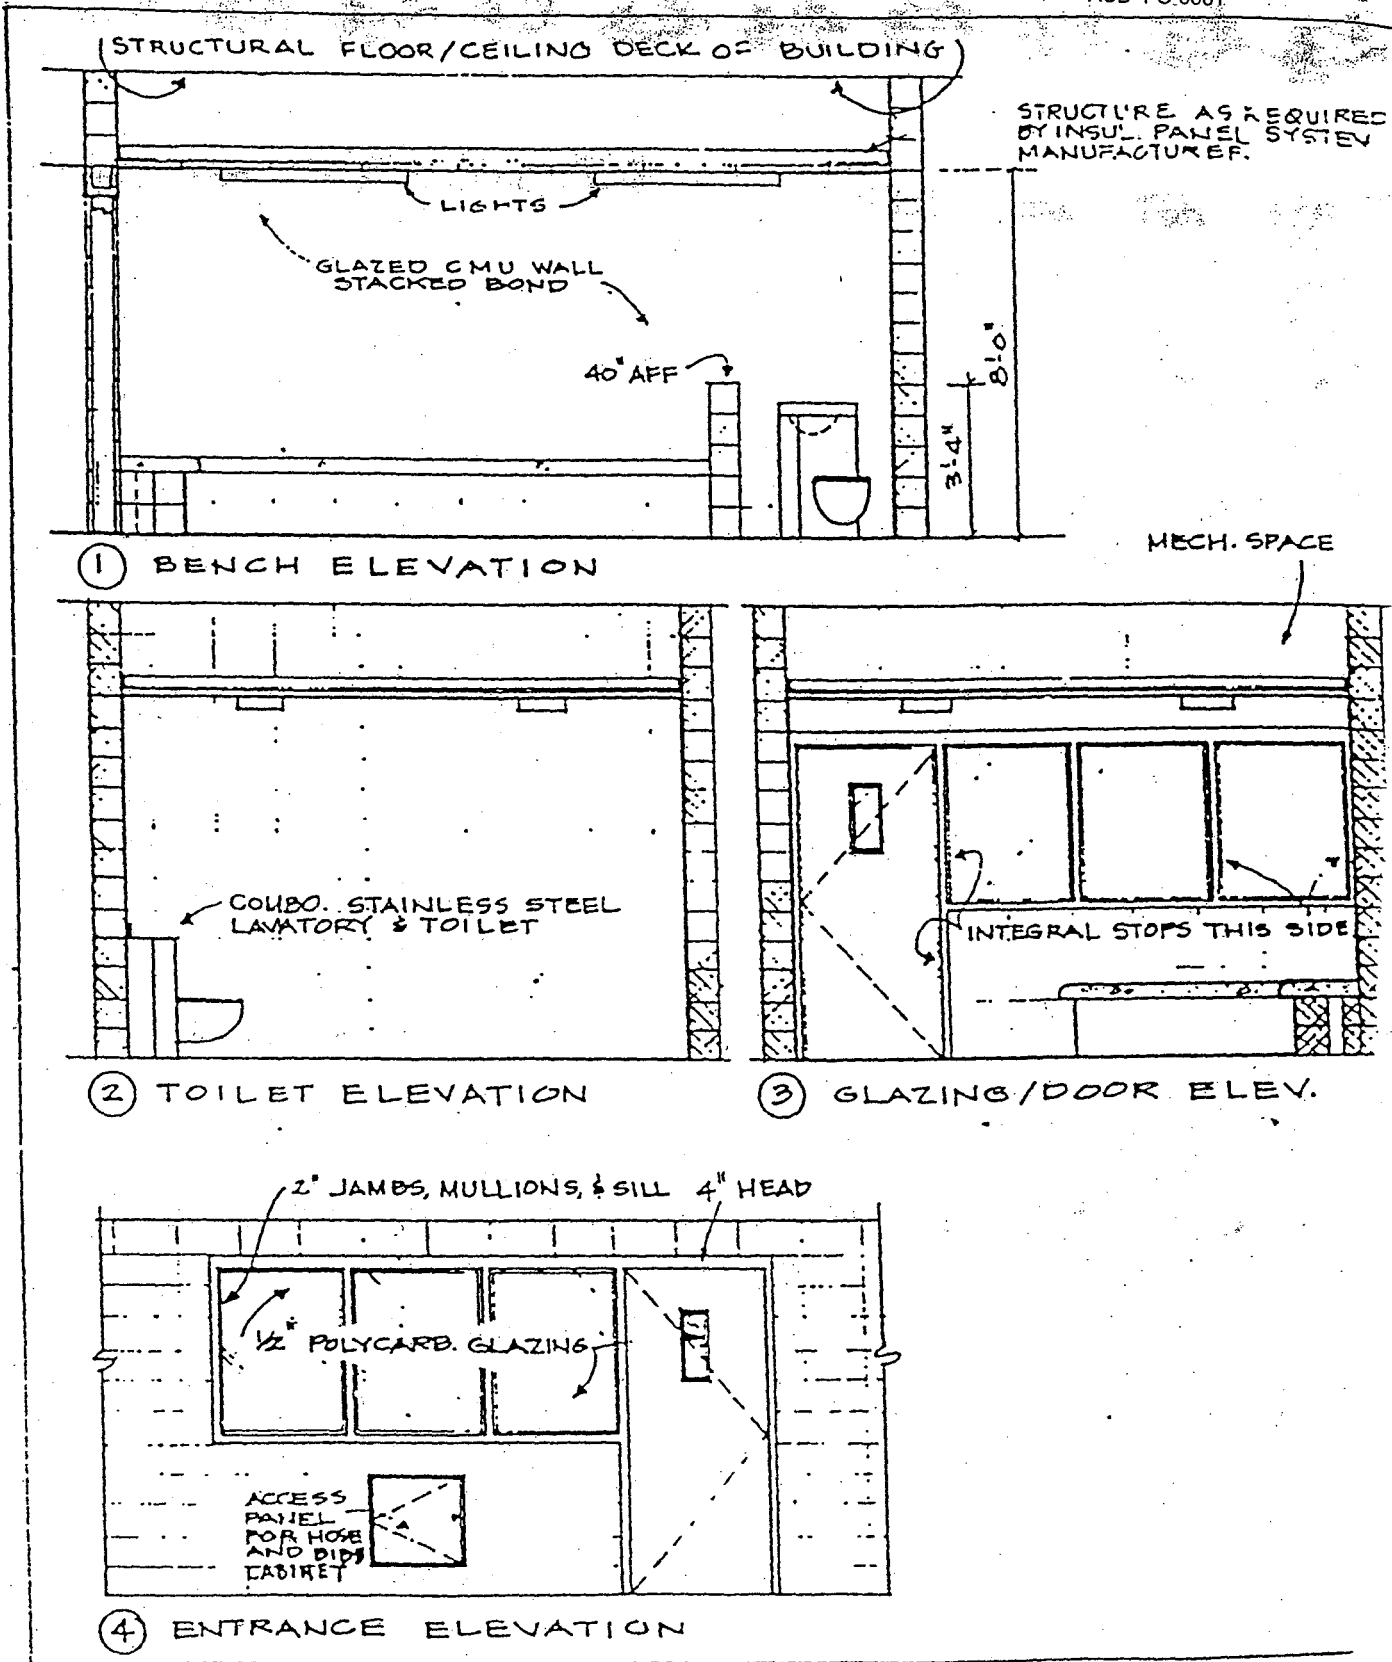 (STRUCTURAL FLOOR/CEILING DECK OF BUILDING)
STRUCTURE AS REQUIRED
BY INSUL. PANEL SYSTEM
MANUFACTURER.
LIGHTS
GLAZED CMU WALL
STACKED BOND
40" AFF
8'-0"
3'-4"
1 BENCH ELEVATION
MECH. SPACE
COMBO. STAINLESS STEEL
LAVATORY & TOILET
INTEGRAL STOPS THIS SIDE
2 TOILET ELEVATION
3 GLAZING/DOOR ELEV.
2" JAMBS, MULLIONS, & SILL 4" HEAD
1/2" POLYCARB. GLAZING
ACCESS
PANEL
FOR HOSE
AND BIBB
CABINET
4 ENTRANCE ELEVATION